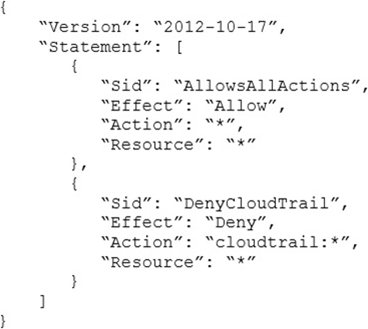 {
“Version”: “2012-10-17”,
“Statement”: [
{
“Sid”: “AllowsAllActions”,
“Effect”: “Allow”,
“Action”: “*”,
“Resource”: “*”
},
{
“Sid”: “DenyCloudTrail”,
“Effect”: “Deny”,
“Action”: “cloudtrail:*”,
“Resource”: “*”
}
]
}